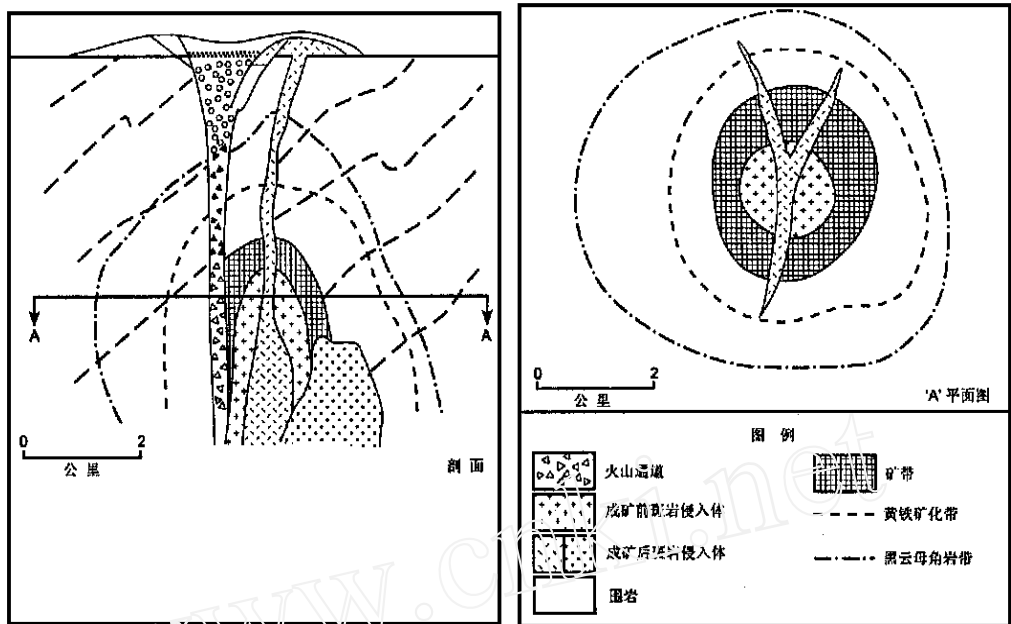 A
A
0 2
公里
剖面
0 2
公里
'A' 平面图
图例
火山通道
矿带
成矿前斑岩侵入体
黄铁矿化带
成矿后斑岩侵入体
黑云母角岩带
围岩
www.cnki.net